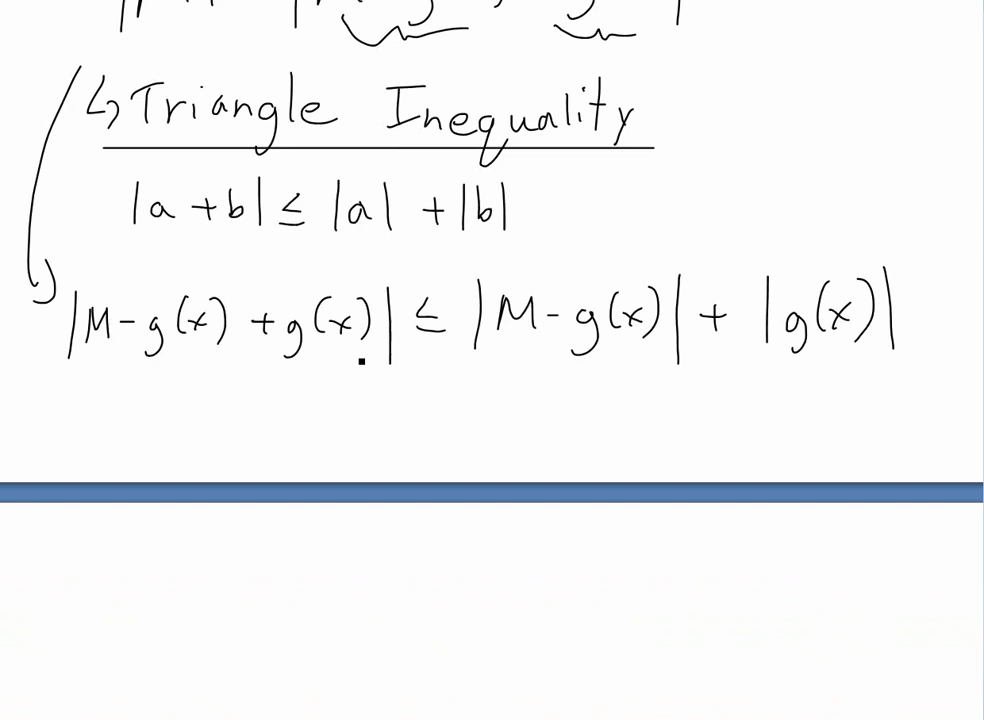 ↳ Triangle Inequality
|a + b| ≤ |a| + |b|
|M - g(x) + g(x)| ≤ |M - g(x)| + |g(x)|